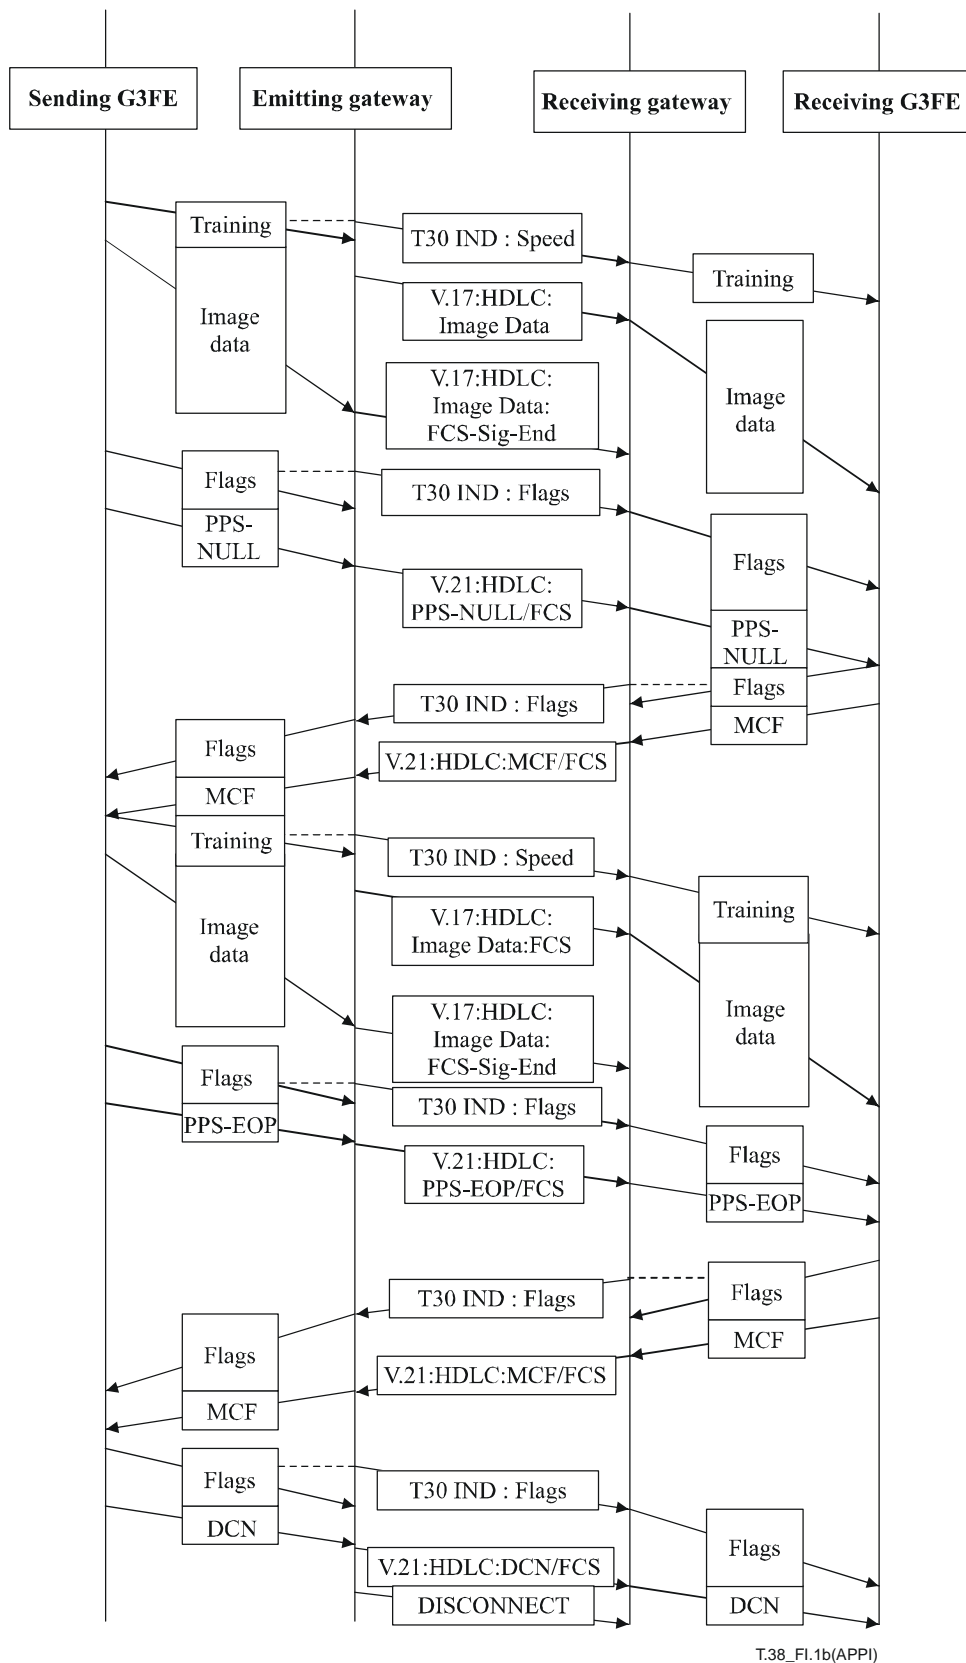 Sending G3FE
Emitting gateway
Receiving gateway
Receiving G3FE
Training
T30 IND : Speed
Training
Image
data
V.17:HDLC:
Image Data
V.17:HDLC:
Image Data:
FCS-Sig-End
Image
data
Flags
T30 IND : Flags
PPS-
NULL
Flags
V.21:HDLC:
PPS-NULL/FCS
PPS-
NULL
Flags
T30 IND : Flags
MCF
Flags
V.21:HDLC:MCF/FCS
MCF
Training
T30 IND : Speed
Training
Image
data
V.17:HDLC:
Image Data:FCS
V.17:HDLC:
Image Data:
FCS-Sig-End
Image
data
Flags
T30 IND : Flags
PPS-EOP
Flags
V.21:HDLC:
PPS-EOP/FCS
PPS-EOP
Flags
T30 IND : Flags
MCF
Flags
V.21:HDLC:MCF/FCS
MCF
Flags
T30 IND : Flags
DCN
Flags
V.21:HDLC:DCN/FCS
DISCONNECT
DCN
T.38_FI.1b(APPI)